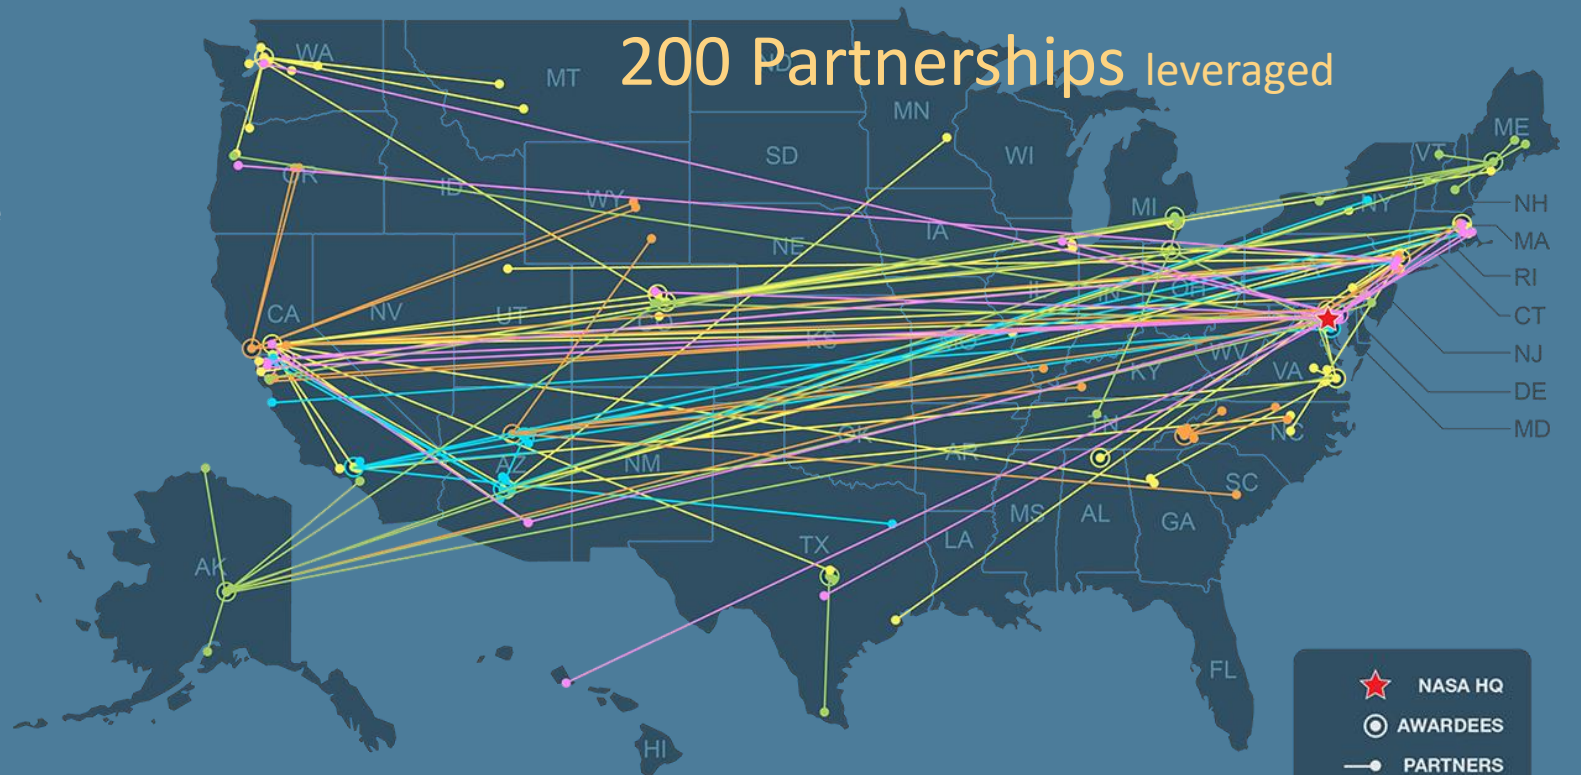 200 Partnerships leveraged
WA
MT
ND
MN
ME
VT
OR
ID
WY
SD
WI
MI
NY
NH
MA
RI
CT
NJ
DE
MD
IA
NE
CA
NV
UT
CO
KS
IL
IN
OH
MO
WV
VA
KY
AZ
NM
OK
AR
TN
NC
SC
MS
AL
GA
TX
LA
AK
FL
HI
NASA HQ
AWARDEES
PARTNERS